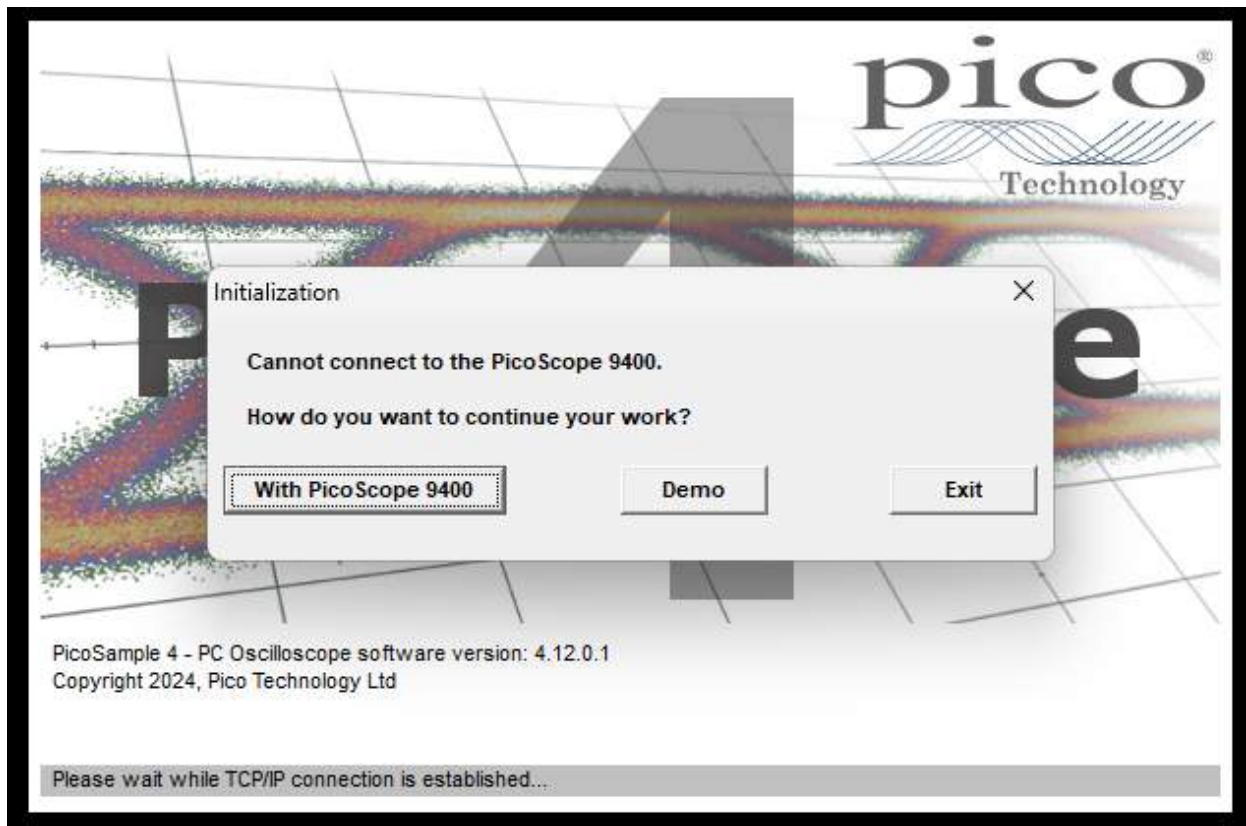 pico®
Technology
4
Initialization
Cannot connect to the PicoScope 9400.
How do you want to continue your work?
With PicoScope 9400
Demo
Exit
PicoSample 4 - PC Oscilloscope software version: 4.12.0.1
Copyright 2024, Pico Technology Ltd
Please wait while TCP/IP connection is established...